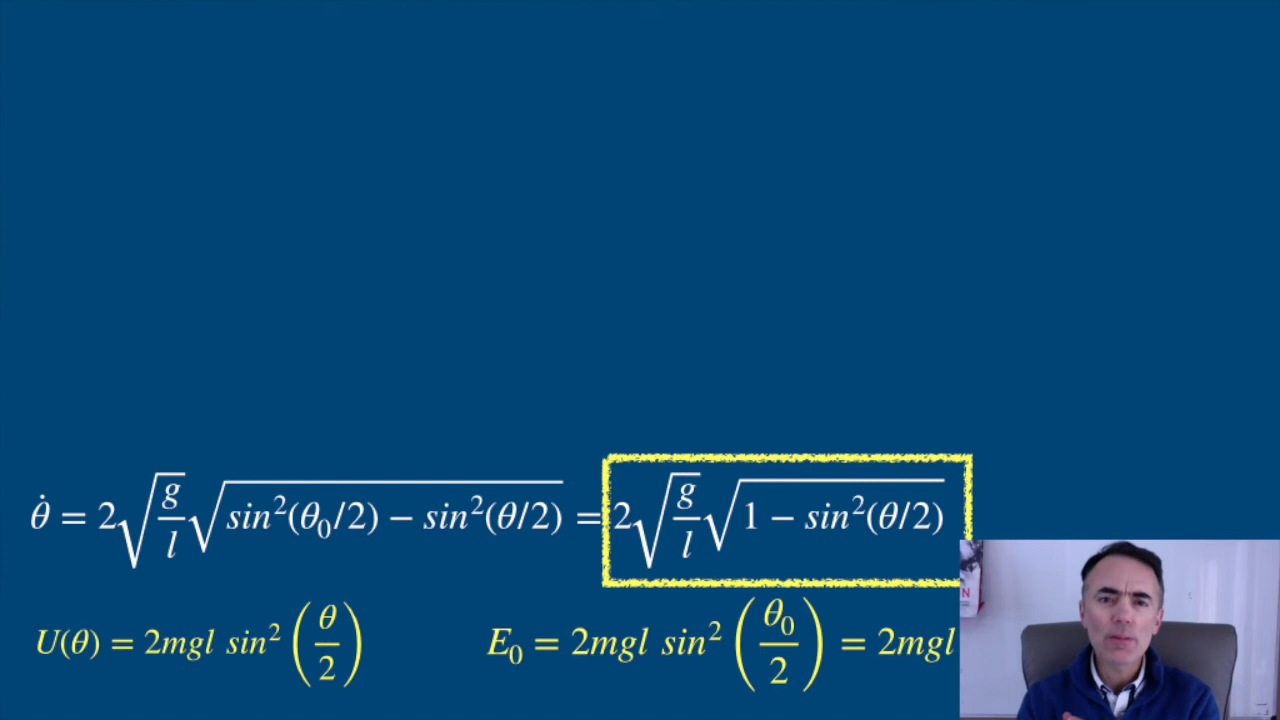 θ̇ = 2√(g/l) √(sin²(θ₀/2) − sin²(θ/2)) = 2√(g/l) √(1 − sin²(θ/2))
U(θ) = 2mgl sin² (θ/2) E₀ = 2mgl sin² (θ₀/2) = 2mgl
N